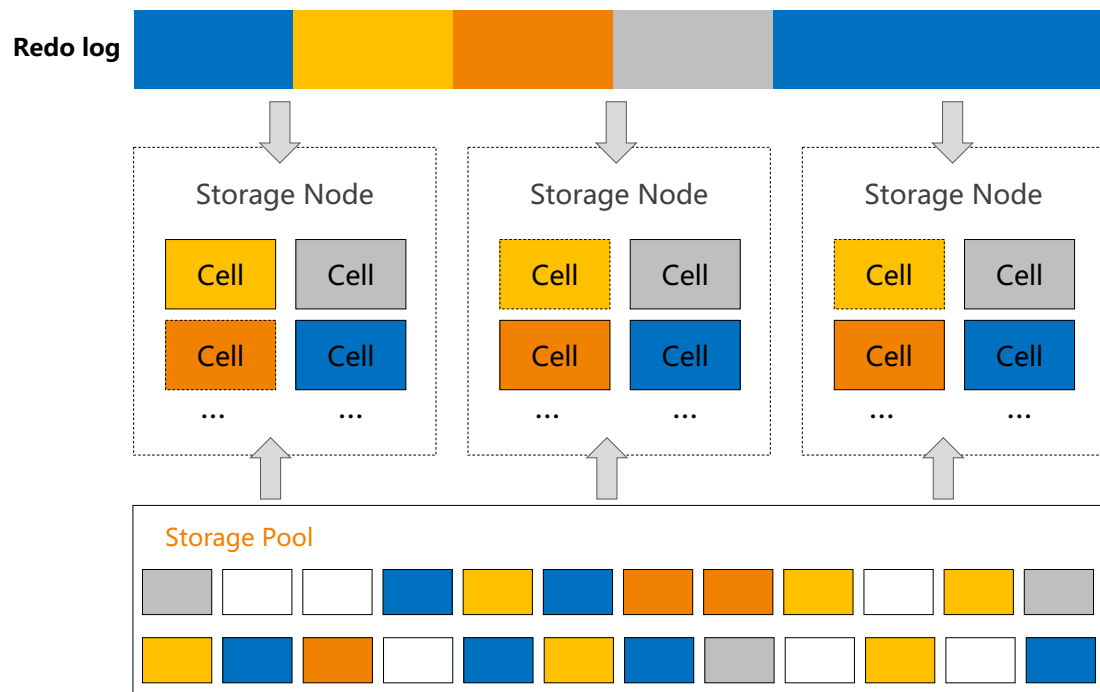 Redo log
Storage Node Storage Node Storage Node
Cell Cell Cell Cell Cell Cell
Cell Cell Cell Cell Cell Cell
... ... ... ... ... ...
Storage Pool